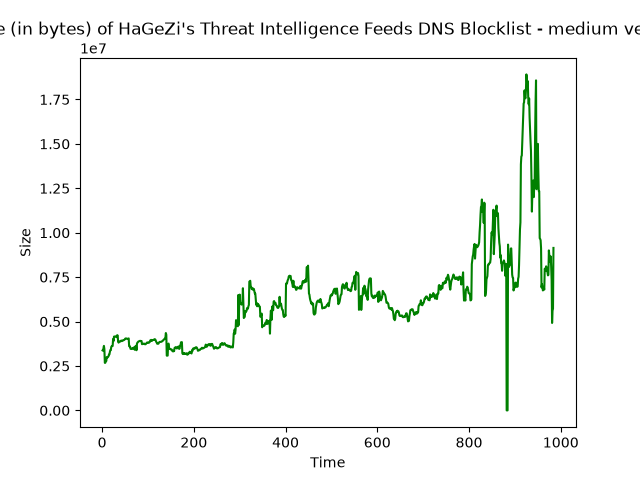 (in bytes) of HaGeZi's Threat Intelligence Feeds DNS Blocklist - medium
1e7
1.75
1.50
1.25
1.00
0.75
0.50
0.25
0.00
Size
0 200 400 600 800 1000
Time